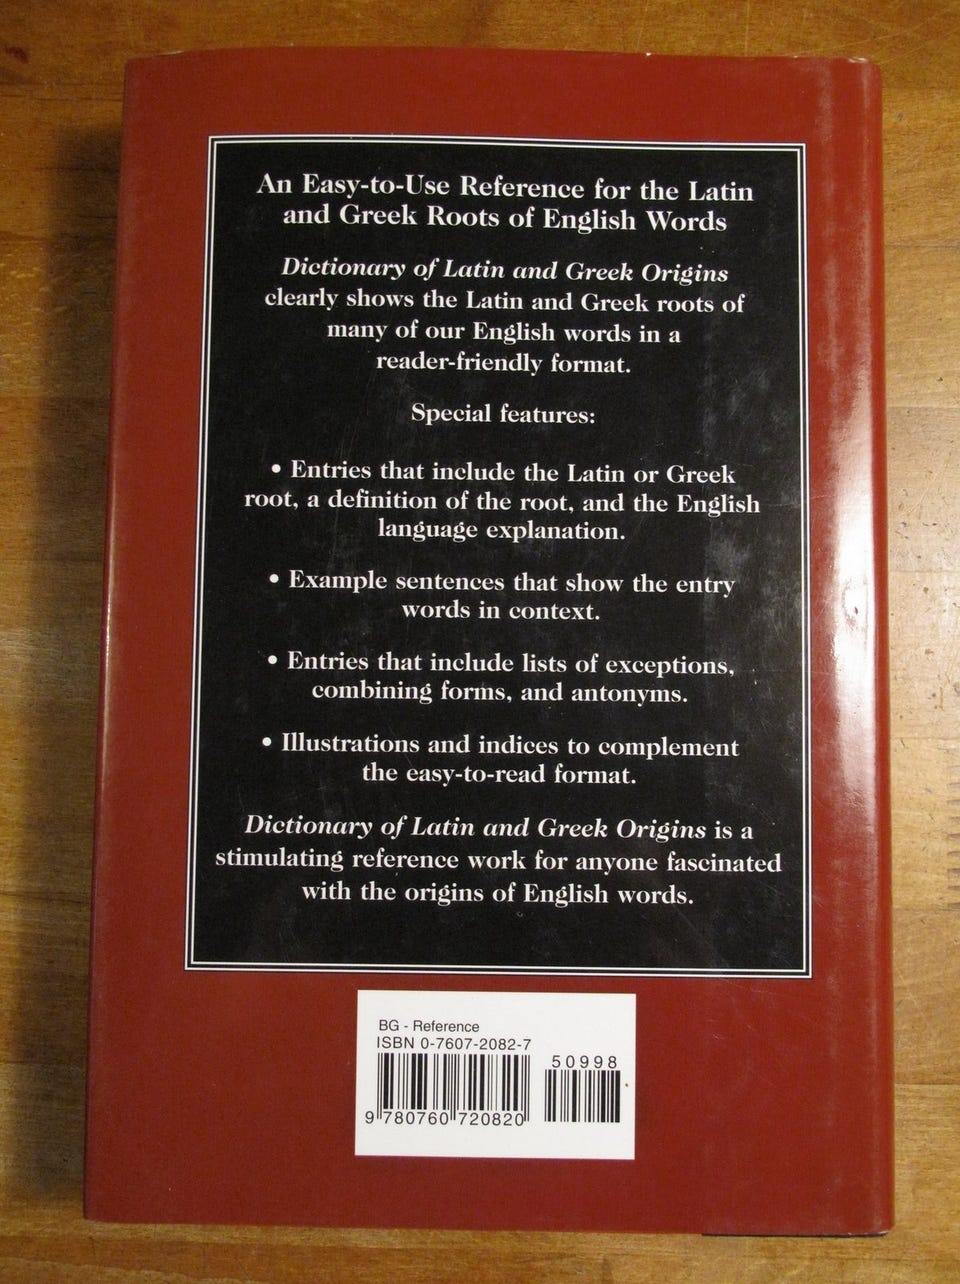 An Easy-to-Use Reference for the Latin
and Greek Roots of English Words
Dictionary of Latin and Greek Origins
clearly shows the Latin and Greek roots of
many of our English words in a
reader-friendly format.
Special features:
• Entries that include the Latin or Greek
root, a definition of the root, and the English
language explanation.
• Example sentences that show the entry
words in context.
• Entries that include lists of exceptions,
combining forms, and antonyms.
• Illustrations and indices to complement
the easy-to-read format.
Dictionary of Latin and Greek Origins is a
stimulating reference work for anyone fascinated
with the origins of English words.
BG - Reference
ISBN 0-7607-2082-7
50998
9 780760 720820